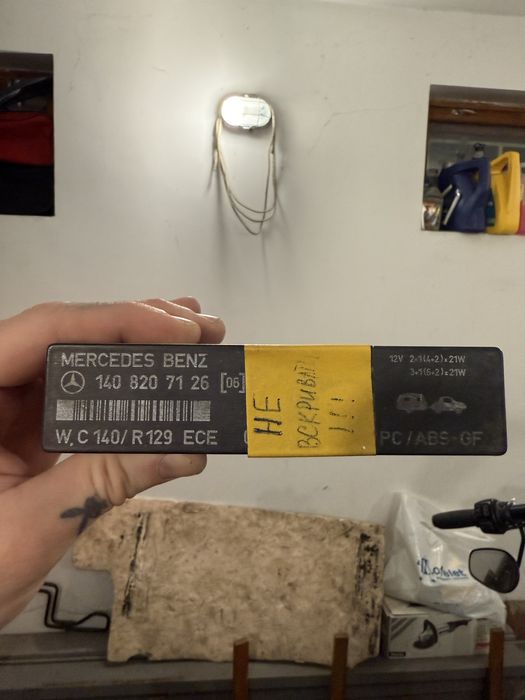 MERCEDES BENZ
140 820 71 26 [06]
W, C 140/ R 129 ECE
НЕ
ВСКРЫВАТЬ
!!!
12V 2×1(4+2)×21W
3+1(6+2)×21W
PC/ABS-GF